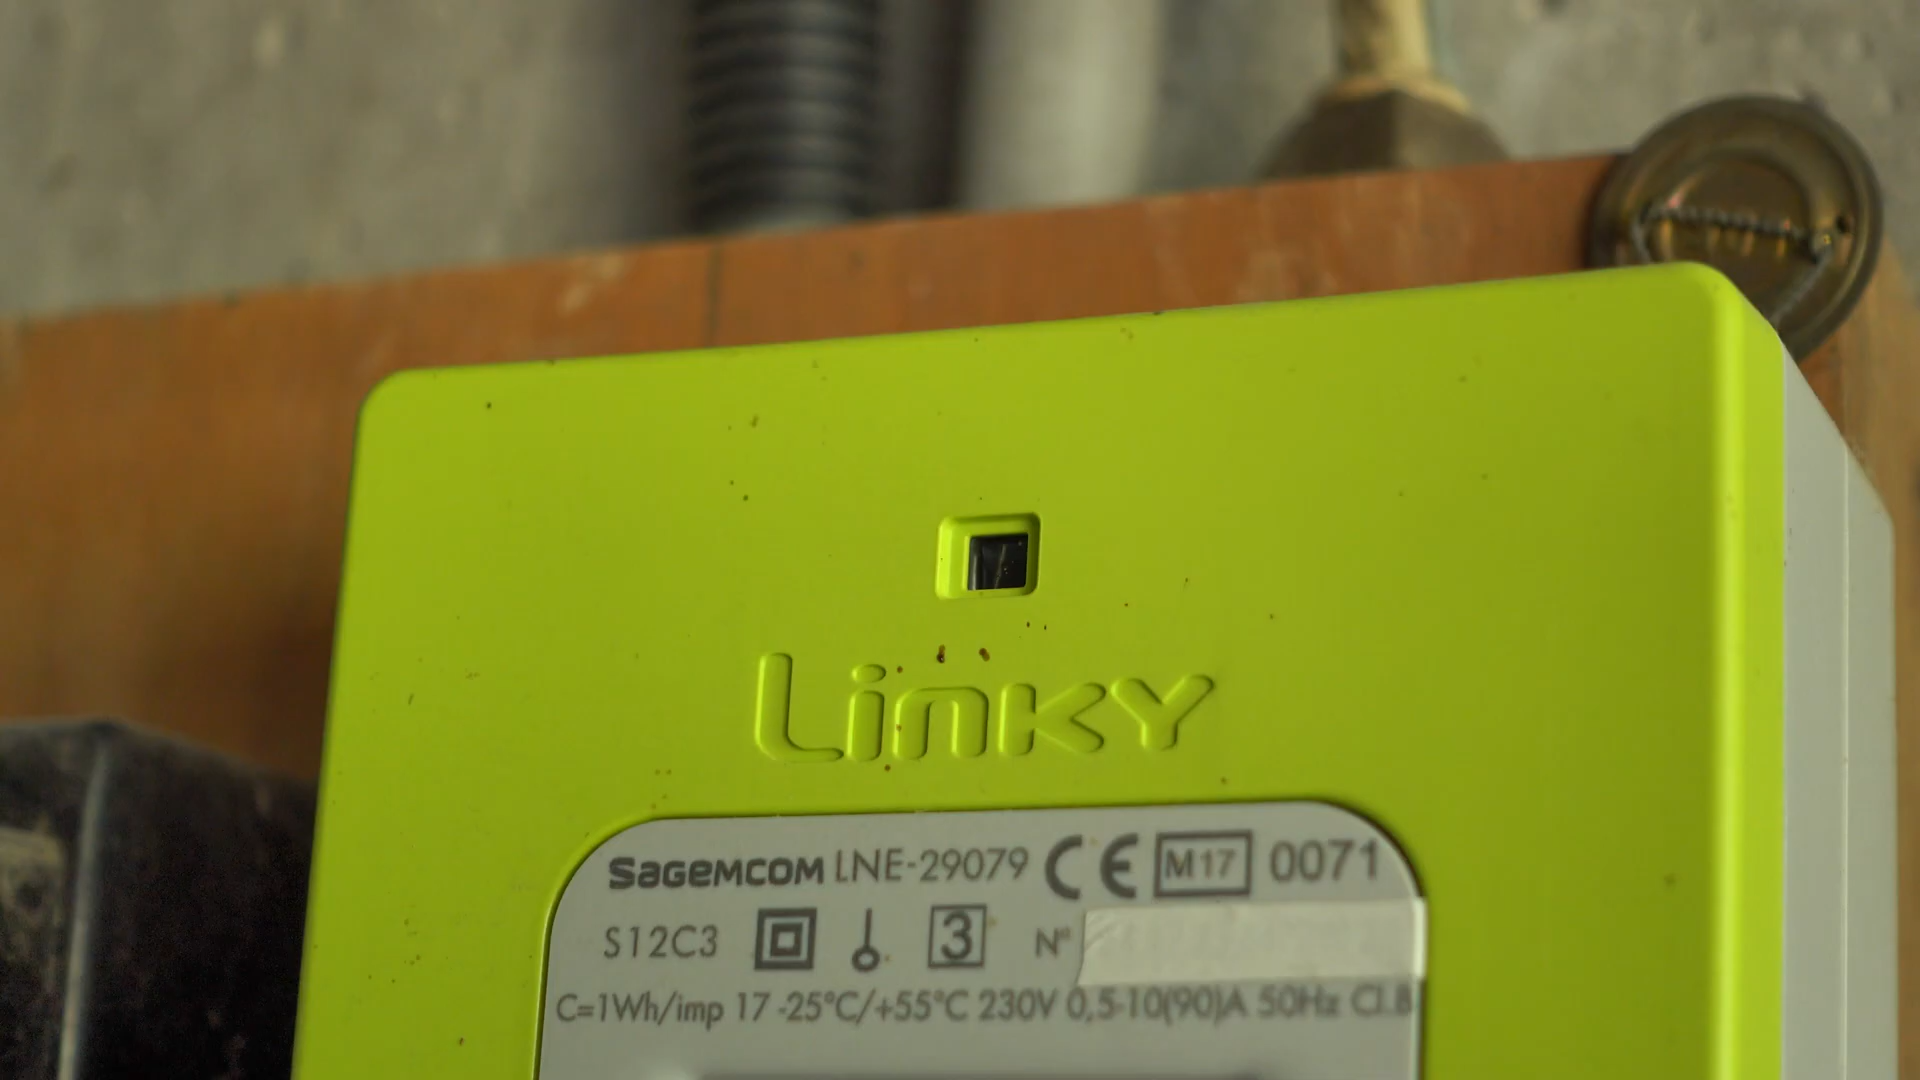 Linky
SAGEMCOM LNE-29079 CE M17 0071
S12C3 3 N°
C=1Wh/imp 17 -25°C/+55°C 230V 0,5-10(90)A 50Hz Cl.B